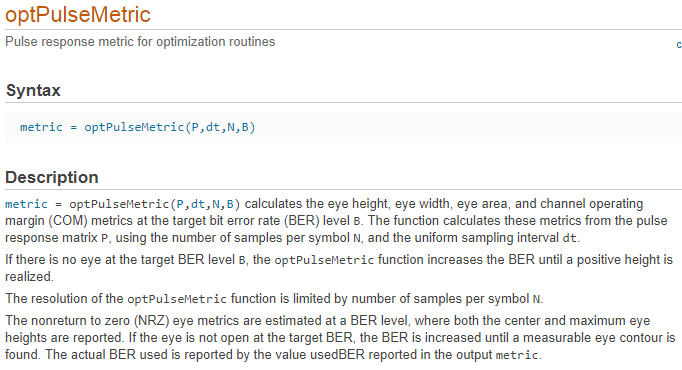 optPulseMetric
Pulse response metric for optimization routines
c
Syntax
metric = optPulseMetric(P,dt,N,B)
Description
metric = optPulseMetric(P,dt,N,B) calculates the eye height, eye width, eye area, and channel operating
margin (COM) metrics at the target bit error rate (BER) level B. The function calculates these metrics from the pulse
response matrix P, using the number of samples per symbol N, and the uniform sampling interval dt.
If there is no eye at the target BER level B, the optPulseMetric function increases the BER until a positive height is
realized.
The resolution of the optPulseMetric function is limited by number of samples per symbol N.
The nonreturn to zero (NRZ) eye metrics are estimated at a BER level, where both the center and maximum eye
heights are reported. If the eye is not open at the target BER, the BER is increased until a measurable eye contour is
found. The actual BER used is reported by the value usedBER reported in the output metric.